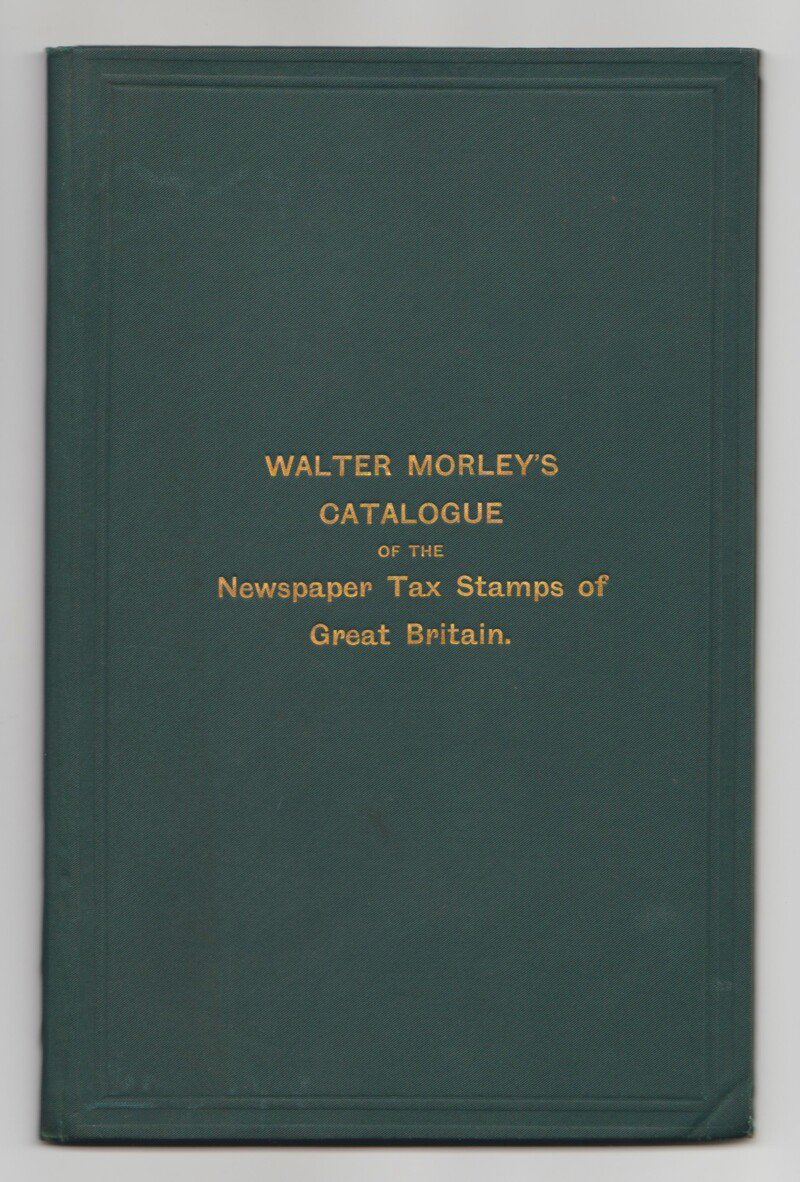 WALTER MORLEY'S
CATALOGUE
OF THE
Newspaper Tax Stamps of
Great Britain.